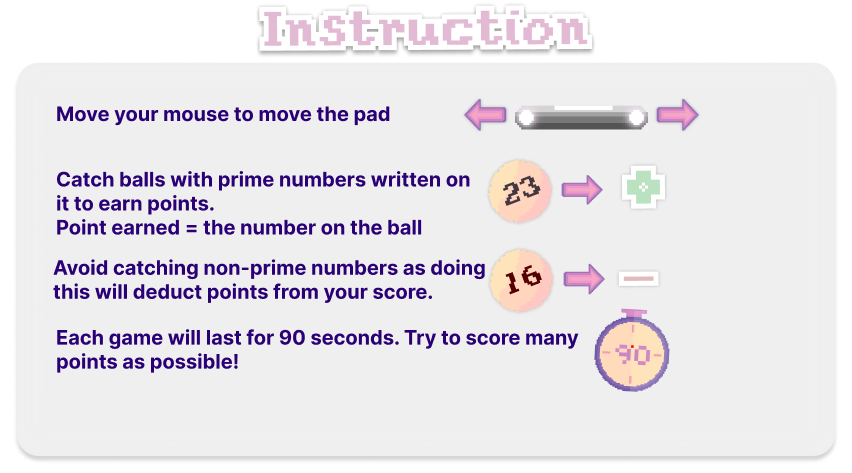 Instruction
Move your mouse to move the pad
Catch balls with prime numbers written on
it to earn points.
23
Point earned = the number on the ball
Avoid catching non-prime numbers as doing
this will deduct points from your score.
16
Each game will last for 90 seconds. Try to score many
points as possible!
90